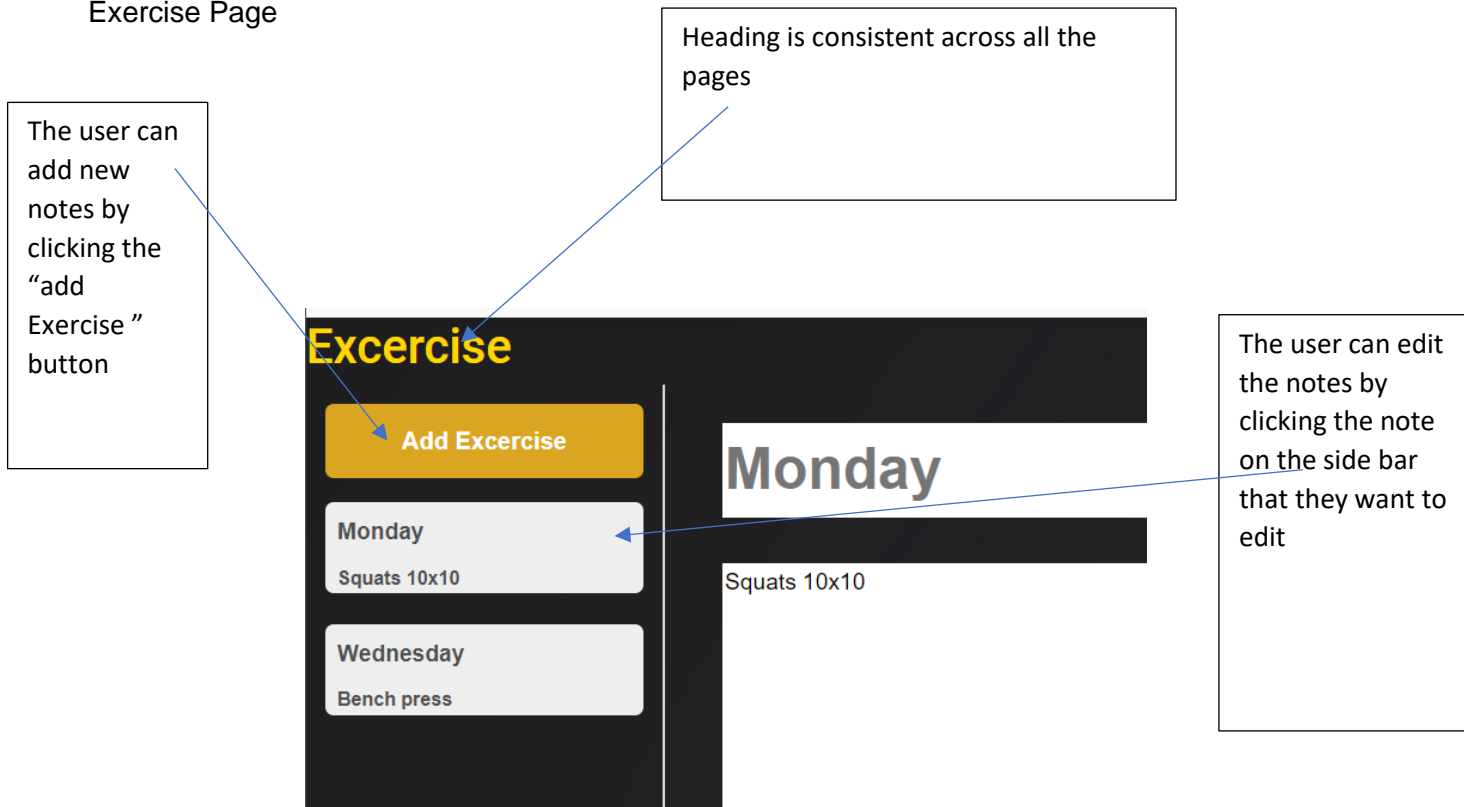 Exercise Page
Heading is consistent across all the
pages
The user can
add new
notes by
clicking the
“add
Exercise ”
button
Excercise
Add Excercise
Monday
Squats 10x10
Wednesday
Bench press
Monday
Squats 10x10
The user can edit
the notes by
clicking the note
on the side bar
that they want to
edit